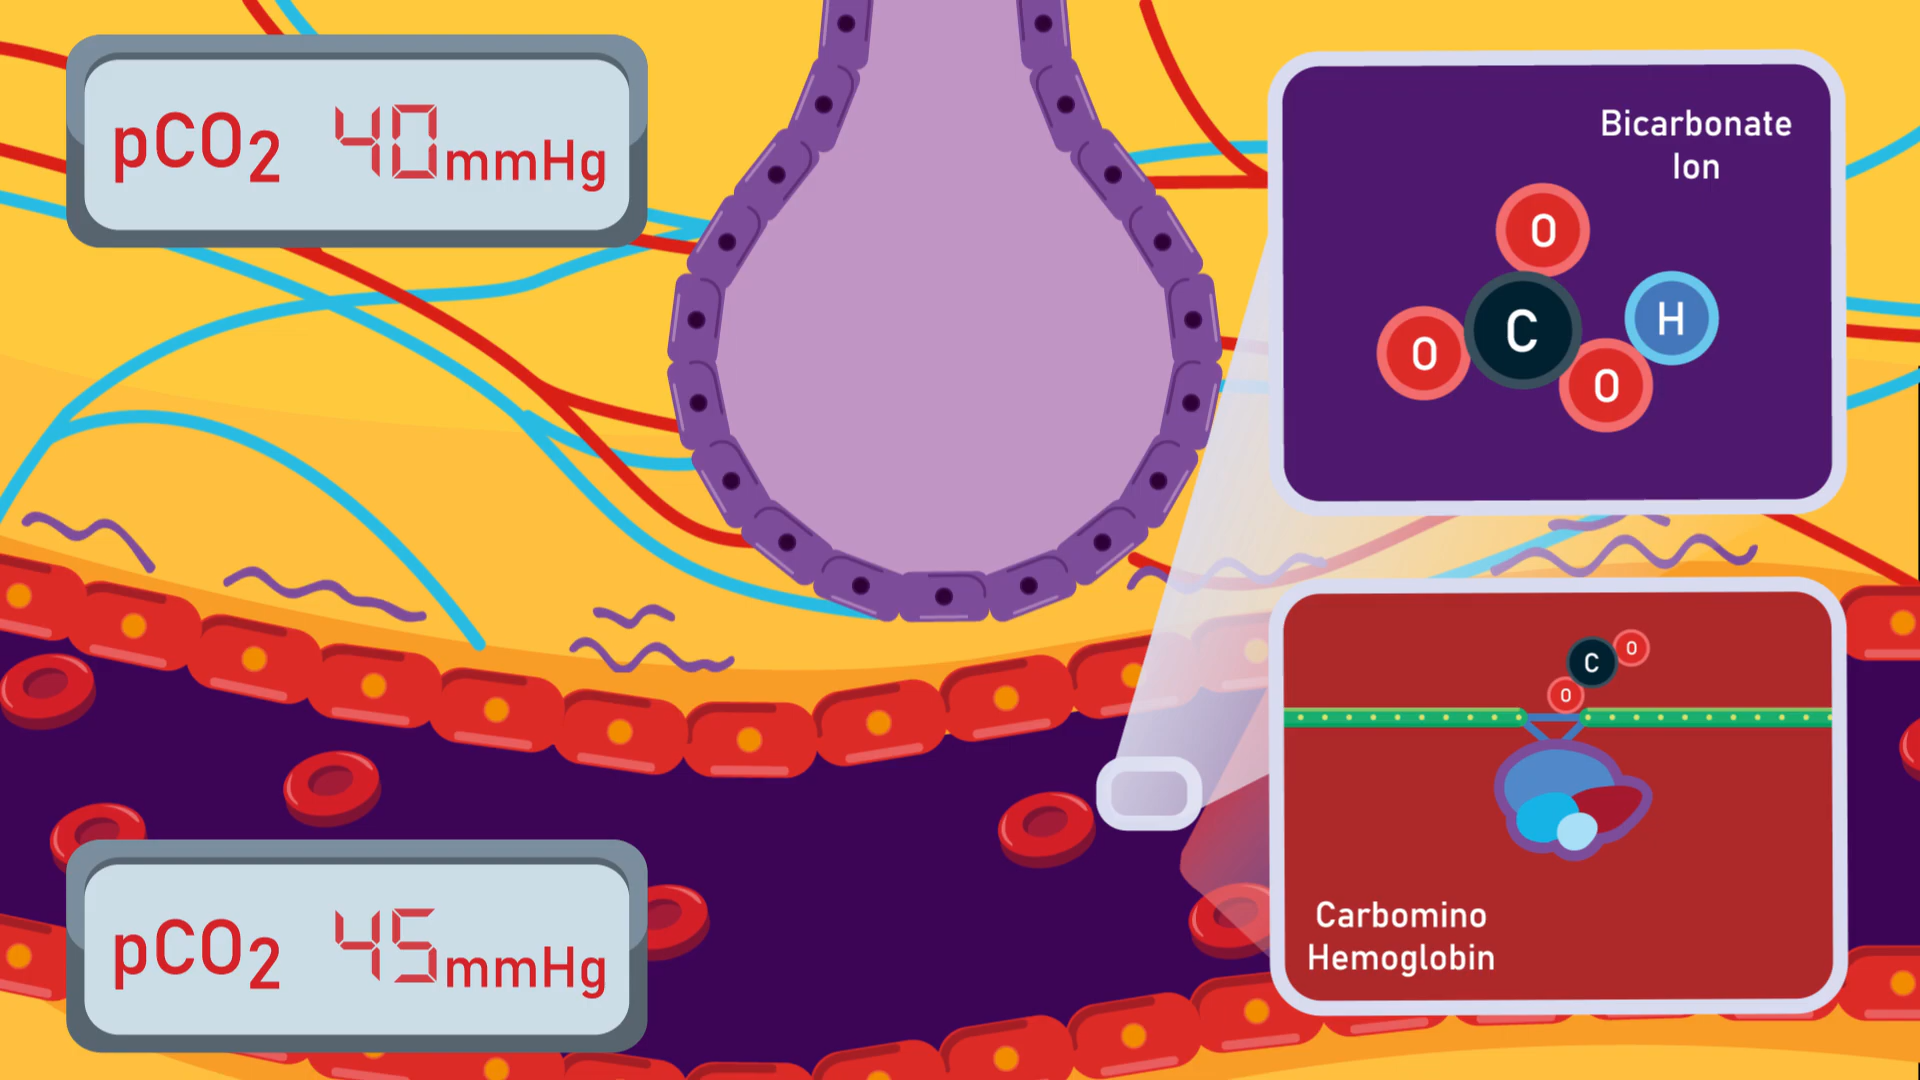 pCO2 40mmHg
Bicarbonate
Ion
O
C
H
O
O
C
O
O
pCO2 45mmHg
Carbomino
Hemoglobin